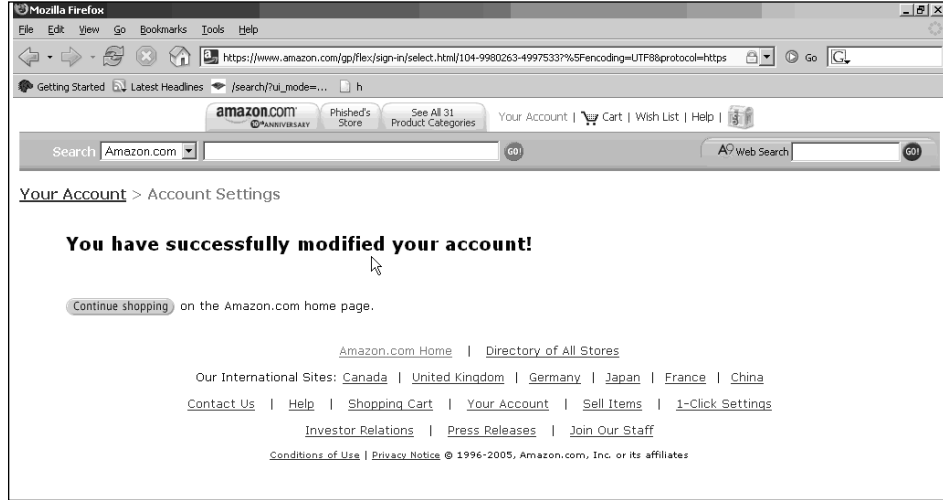 Mozilla Firefox
File Edit View Go Bookmarks Tools Help
https://www.amazon.com/gp/flex/sign-in/select.html/104-9980263-4997533?%5Fencoding=UTF8&protocol=https Go G
Getting Started Latest Headlines /search/?ui_mode=... h
amazon.com Phished's See All 31
10th ANNIVERSARY Store Product Categories Your Account | Cart | Wish List | Help |
Search Amazon.com GO! A9 Web Search GO!
Your Account > Account Settings
You have successfully modified your account!
Continue shopping on the Amazon.com home page.
Amazon.com Home | Directory of All Stores
Our International Sites: Canada | United Kingdom | Germany | Japan | France | China
Contact Us | Help | Shopping Cart | Your Account | Sell Items | 1-Click Settings
Investor Relations | Press Releases | Join Our Staff
Conditions of Use | Privacy Notice © 1996-2005, Amazon.com, Inc. or its affiliates